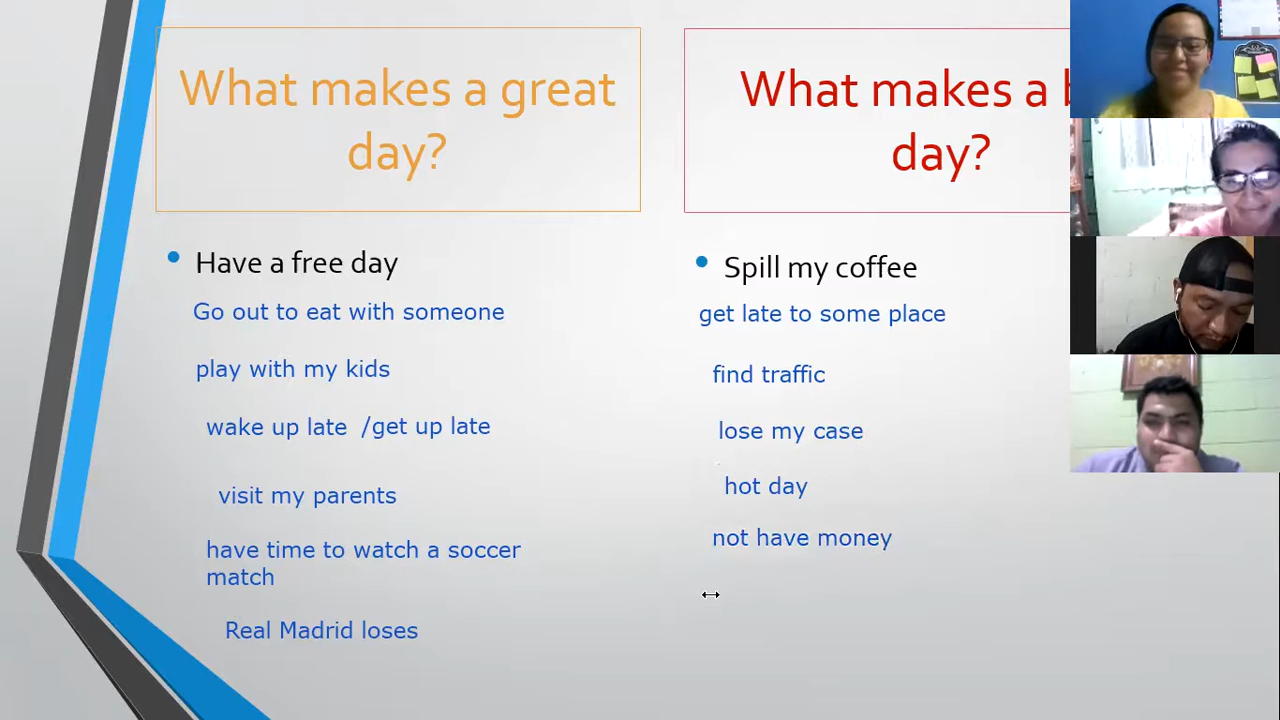 What makes a great
day?
Have a free day
Go out to eat with someone
play with my kids
wake up late /get up late
visit my parents
have time to watch a soccer
match
Real Madrid loses
What makes a
day?
Spill my coffee
get late to some place
find traffic
lose my case
hot day
not have money